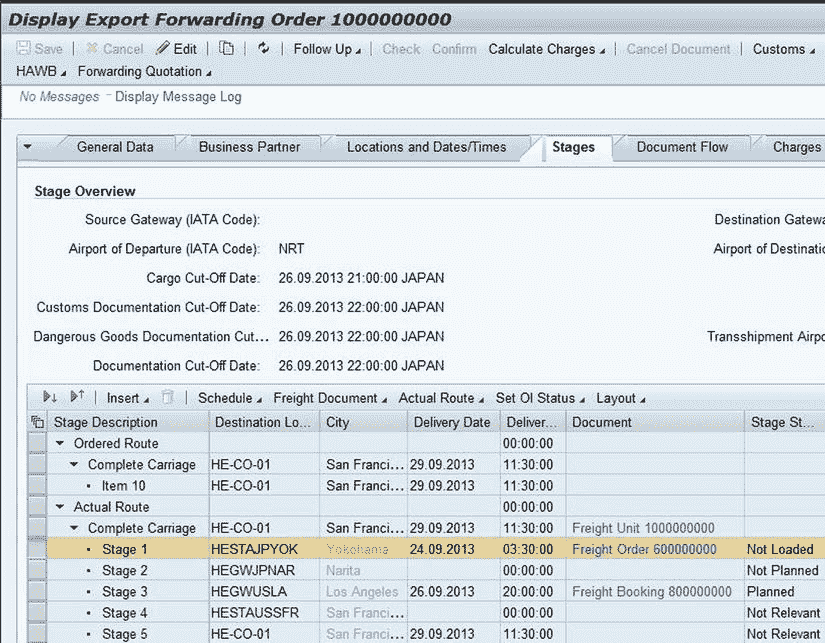 Display Export Forwarding Order 1000000000
Save Cancel Edit Follow Up Check Confirm Calculate Charges Cancel Document Customs
HAWB Forwarding Quotation
No Messages - Display Message Log
General Data Business Partner Locations and Dates/Times Stages Document Flow Charges
Stage Overview
Source Gateway (IATA Code): Destination Gatewa
Airport of Departure (IATA Code): NRT Airport of Destinatio
Cargo Cut-Off Date: 26.09.2013 21:00:00 JAPAN
Customs Documentation Cut-Off Date: 26.09.2013 22:00:00 JAPAN
Dangerous Goods Documentation Cut... 26.09.2013 22:00:00 JAPAN Transshipment Airpo
Documentation Cut-Off Date: 26.09.2013 22:00:00 JAPAN
Insert Schedule Freight Document Actual Route Set OI Status Layout
Stage Description Destination Lo... City Delivery Date Deliver... Document Stage St...
Ordered Route 00:00:00
Complete Carriage HE-CO-01 San Franci... 29.09.2013 11:30:00
Item 10 HE-CO-01 San Franci... 29.09.2013 11:30:00
Actual Route 00:00:00
Complete Carriage HE-CO-01 San Franci... 29.09.2013 11:30:00 Freight Unit 1000000000
Stage 1 HESTAJPYOK Yokohama 24.09.2013 03:30:00 Freight Order 600000000 Not Loaded
Stage 2 HEGWJPNAR Narita 00:00:00 Not Planned
Stage 3 HEGWUSLA Los Angeles 26.09.2013 20:00:00 Freight Booking 800000000 Planned
Stage 4 HESTAUSSFR San Franci... 00:00:00 Not Relevant
Stage 5 HE-CO-01 San Franci... 29.09.2013 11:30:00 Not Relevant